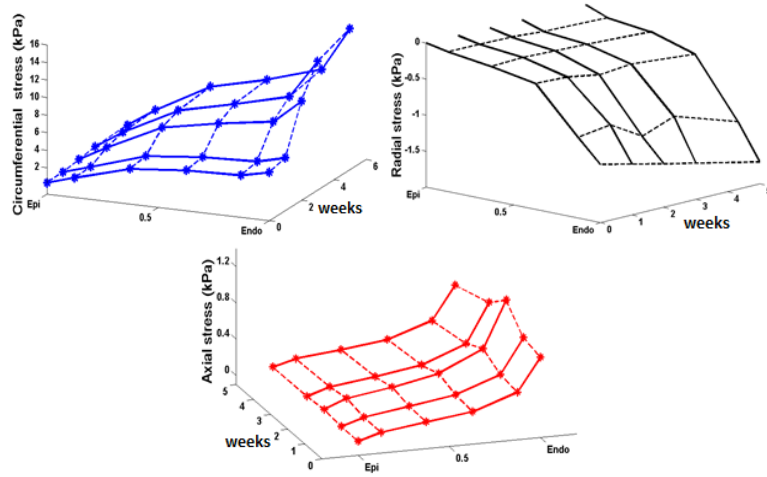 Circumferential stress (kPa)
16
14
12
10
8
6
4
2
Epi
0.5
Endo
0
2
4
6
weeks
Radial stress (kPa)
0
-0.5
-1
-1.5
Epi
0.5
Endo
0
1
2
3
4
weeks
Axial stress (kPa)
1.2
0.8
0.4
0
5
4
3
2
1
0
weeks
Epi
0.5
Endo